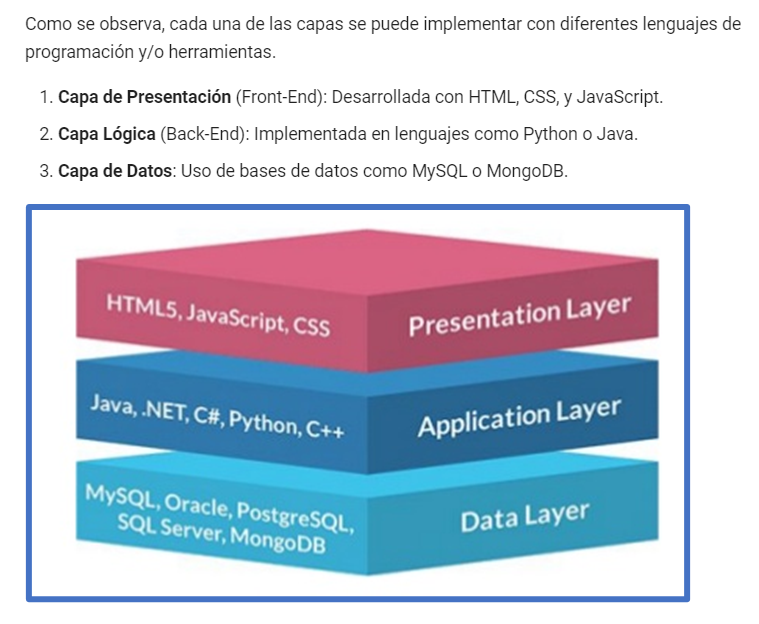 Como se observa, cada una de las capas se puede implementar con diferentes lenguajes de
programación y/o herramientas.
1. Capa de Presentación (Front-End): Desarrollada con HTML, CSS, y JavaScript.
2. Capa Lógica (Back-End): Implementada en lenguajes como Python o Java.
3. Capa de Datos: Uso de bases de datos como MySQL o MongoDB.
HTML5, JavaScript, CSS
Presentation Layer
Java, .NET, C#, Python, C++
Application Layer
MySQL, Oracle, PostgreSQL,
SQL Server, MongoDB
Data Layer